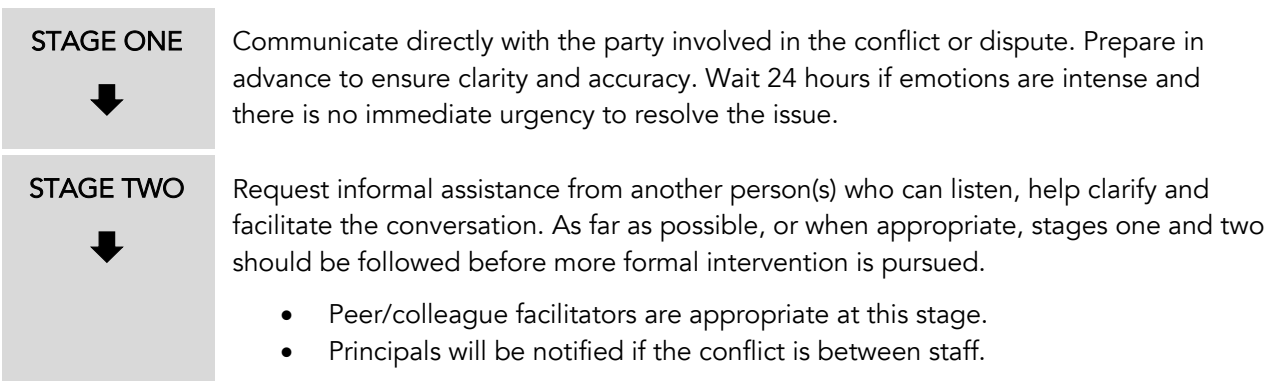 STAGE ONE
Communicate directly with the party involved in the conflict or dispute. Prepare in
advance to ensure clarity and accuracy. Wait 24 hours if emotions are intense and
there is no immediate urgency to resolve the issue.
STAGE TWO
Request informal assistance from another person(s) who can listen, help clarify and
facilitate the conversation. As far as possible, or when appropriate, stages one and two
should be followed before more formal intervention is pursued.
• Peer/colleague facilitators are appropriate at this stage.
• Principals will be notified if the conflict is between staff.